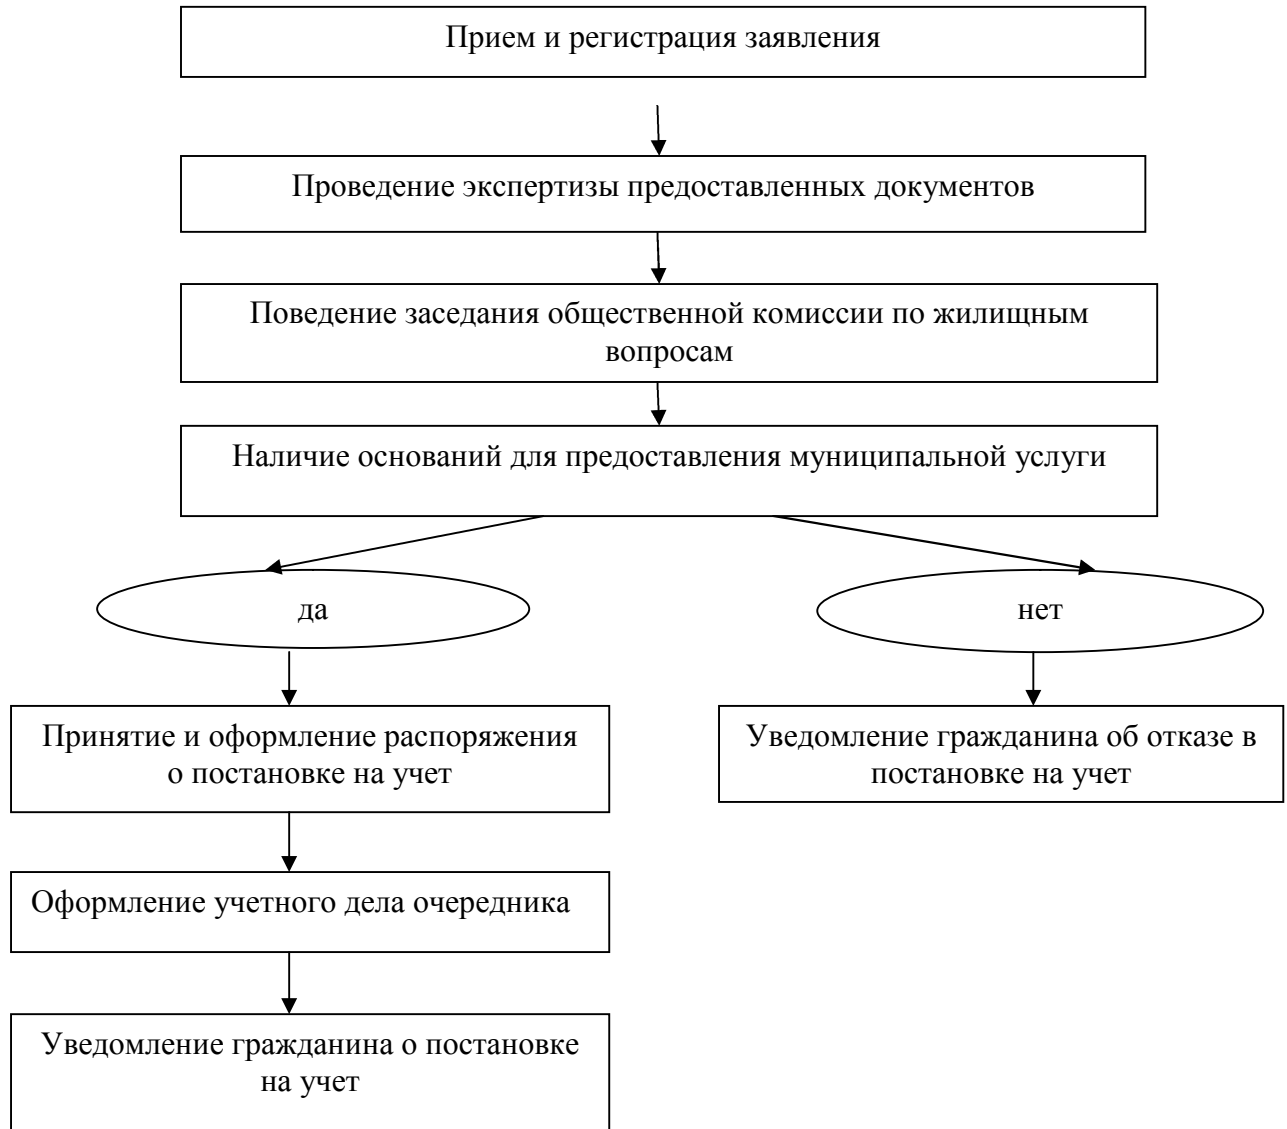 Прием и регистрация заявления
Проведение экспертизы предоставленных документов
Поведение заседания общественной комиссии по жилищным
вопросам
Наличие оснований для предоставления муниципальной услуги
да
нет
Принятие и оформление распоряжения
о постановке на учет
Уведомление гражданина об отказе в
постановке на учет
Оформление учетного дела очередника
Уведомление гражданина о постановке
на учет